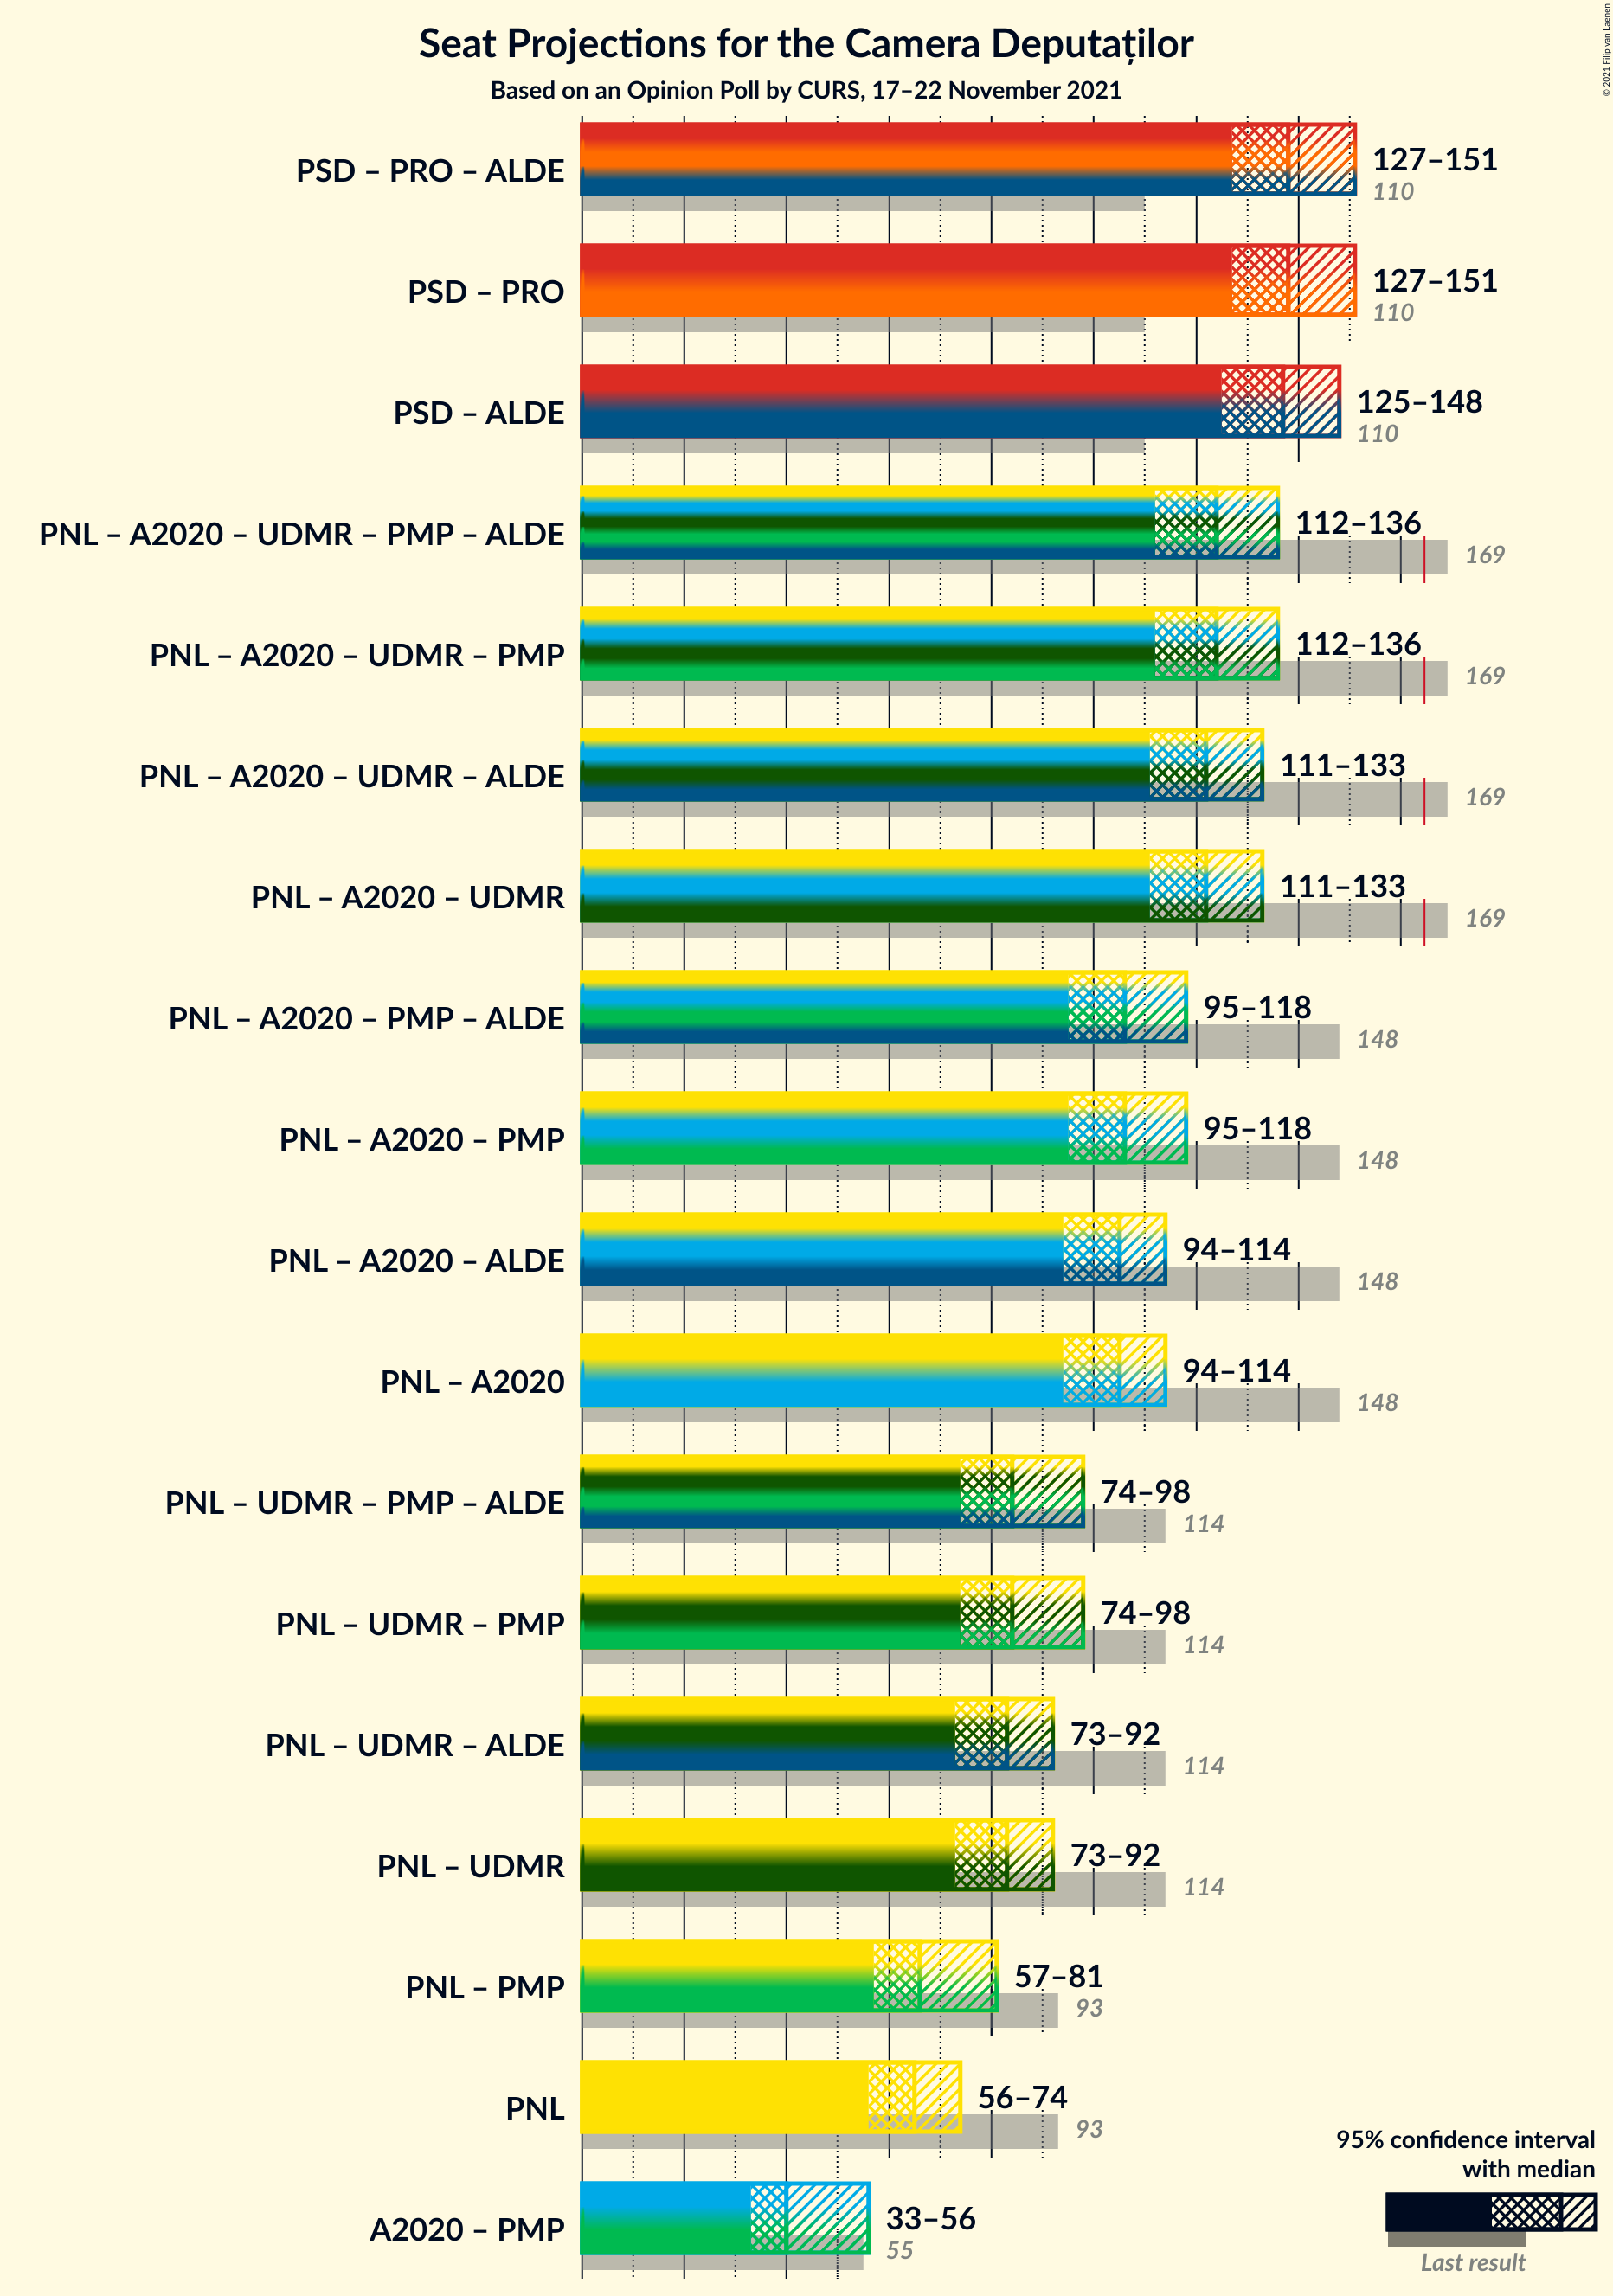 © 2021 Filip van Laenen
Seat Projections for the Camera Deputaților
Based on an Opinion Poll by CURS, 17–22 November 2021
PSD – PRO – ALDE
127–151
110
PSD – PRO
127–151
110
PSD – ALDE
125–148
110
PNL – A2020 – UDMR – PMP – ALDE
112–136
169
PNL – A2020 – UDMR – PMP
112–136
169
PNL – A2020 – UDMR – ALDE
111–133
169
PNL – A2020 – UDMR
111–133
169
PNL – A2020 – PMP – ALDE
95–118
148
PNL – A2020 – PMP
95–118
148
PNL – A2020 – ALDE
94–114
148
PNL – A2020
94–114
148
PNL – UDMR – PMP – ALDE
74–98
114
PNL – UDMR – PMP
74–98
114
PNL – UDMR – ALDE
73–92
114
PNL – UDMR
73–92
114
PNL – PMP
57–81
93
PNL
56–74
93
A2020 – PMP
33–56
55
95% confidence interval
with median
Last result